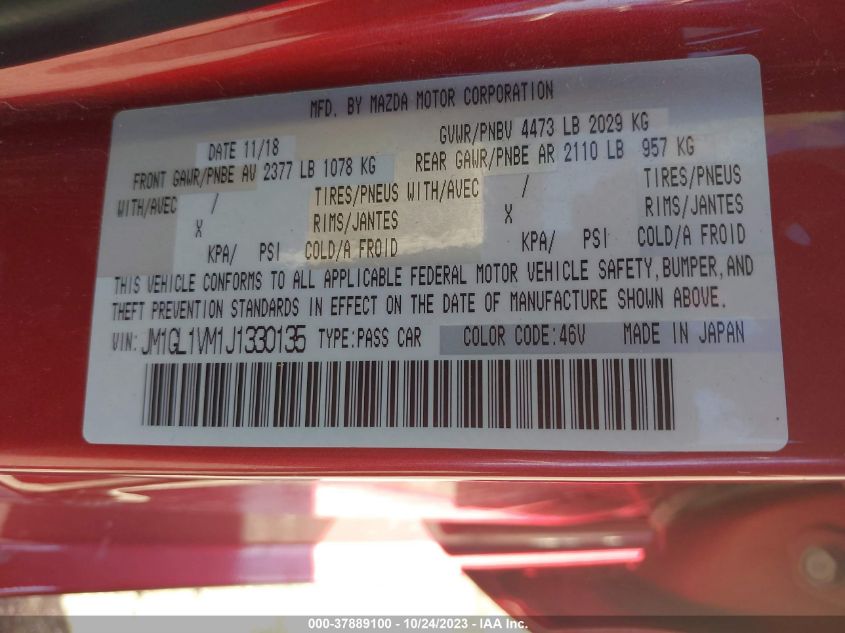 MFD. BY MAZDA MOTOR CORPORATION
DATE 11/18 GVWR/PNBV 4473 LB 2029 KG
FRONT GAWR/PNBE AV 2377 LB 1078 KG REAR GAWR/PNBE AR 2110 LB 957 KG
WITH/AVEC / TIRES/PNEUS WITH/AVEC / TIRES/PNEUS
X RIMS/JANTES X RIMS/JANTES
KPA/ PSI COLD/A FROID KPA/ PSI COLD/A FROID
THIS VEHICLE CONFORMS TO ALL APPLICABLE FEDERAL MOTOR VEHICLE SAFETY, BUMPER, AND
THEFT PREVENTION STANDARDS IN EFFECT ON THE DATE OF MANUFACTURE SHOWN ABOVE.
VIN: JM1GL1VM1J1330135 TYPE:PASS CAR COLOR CODE:46V MADE IN JAPAN
000-37889100 - 10/24/2023 - IAA Inc.